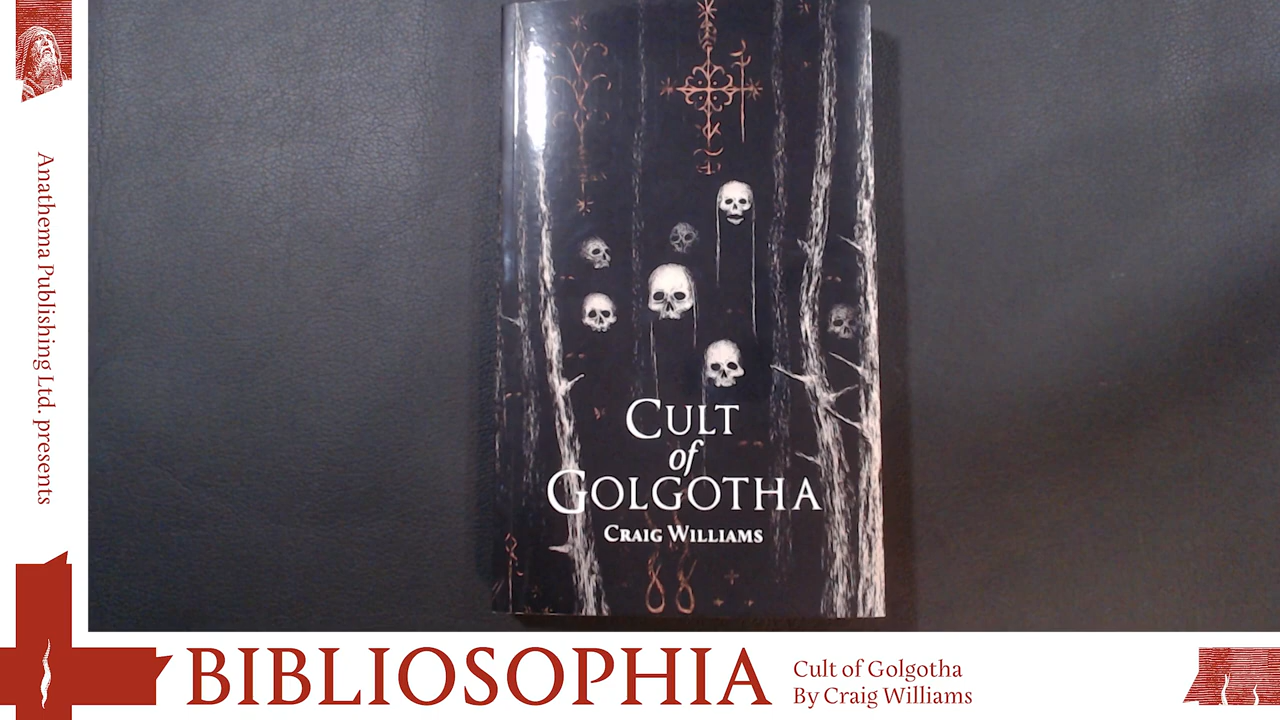 Anathema Publishing Ltd. presents
CULT
of
GOLGOTHA
CRAIG WILLIAMS
BIBLIOSOPHIA
Cult of Golgotha
By Craig Williams